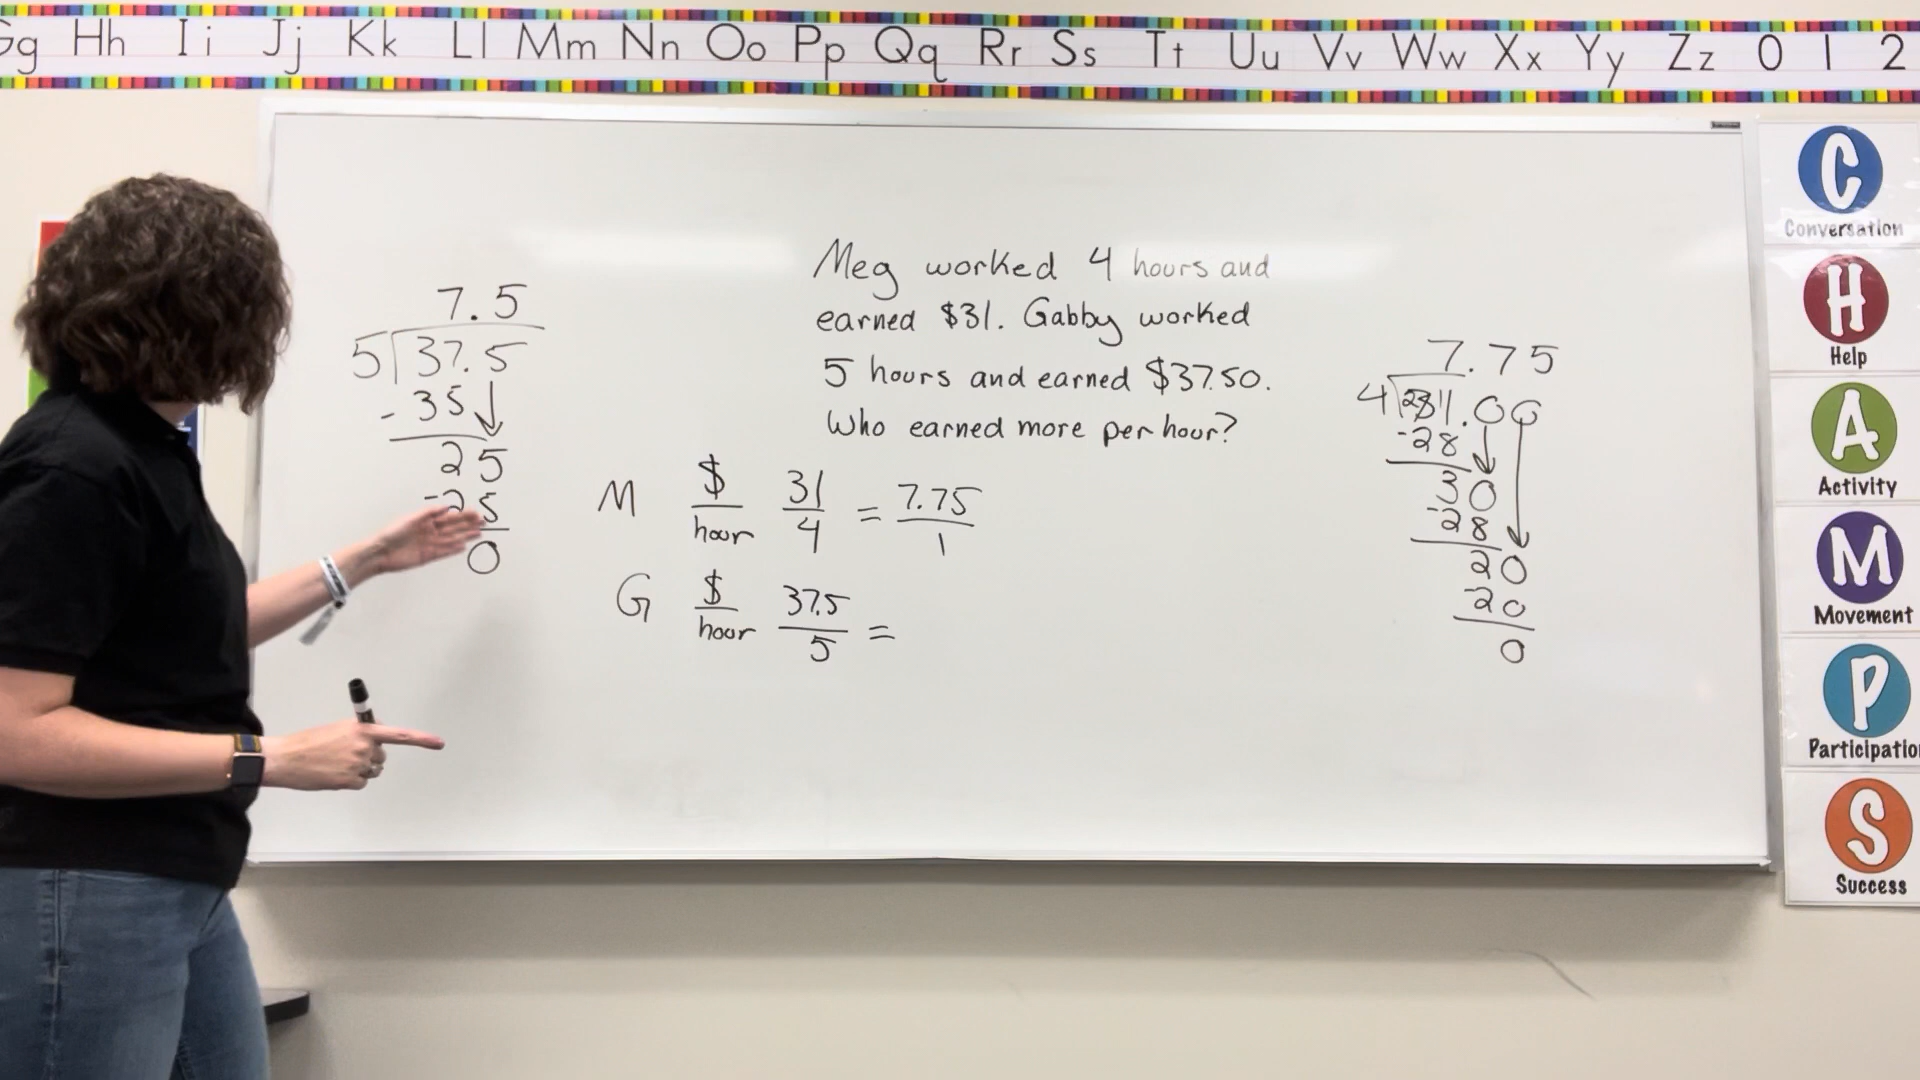 Gg Hh Ii Jj Kk Ll Mm Nn Oo Pp Qq Rr Ss Tt Uu Vv Ww Xx Yy Zz 0 1 2
Meg worked 4 hours and
earned $31. Gabby worked
5 hours and earned $37.50.
Who earned more per hour?
7.5
5 37.5
- 35
25
-25
0
M $/hour 31/4 = 7.75/1
G $/hour 37.5/5 =
7.75
4 31.00
-28
30
-28
20
-20
0
C
Conversation
H
Help
A
Activity
M
Movement
P
Participatio
S
Success